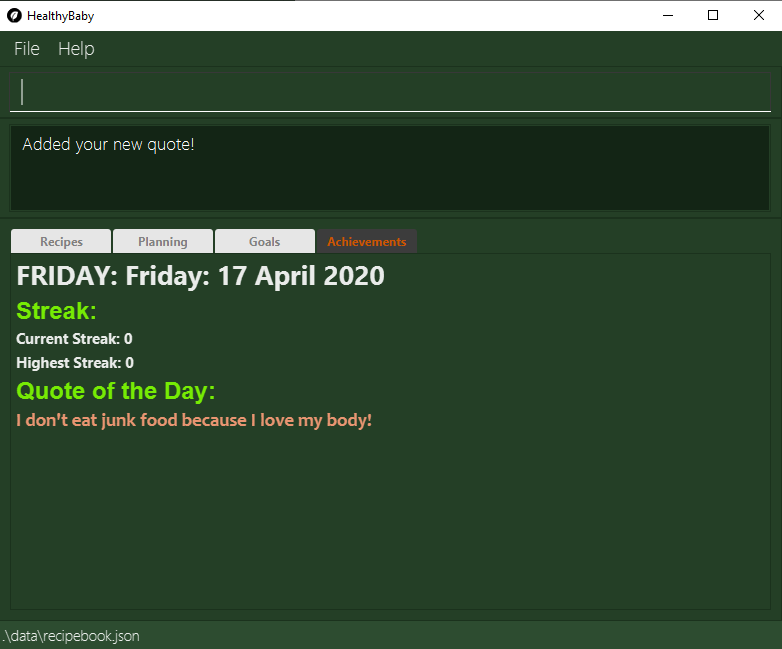 HealthyBaby
File Help
Added your new quote!
Recipes Planning Goals Achievements
FRIDAY: Friday: 17 April 2020
Streak:
Current Streak: 0
Highest Streak: 0
Quote of the Day:
I don't eat junk food because I love my body!
.\data\recipebook.json